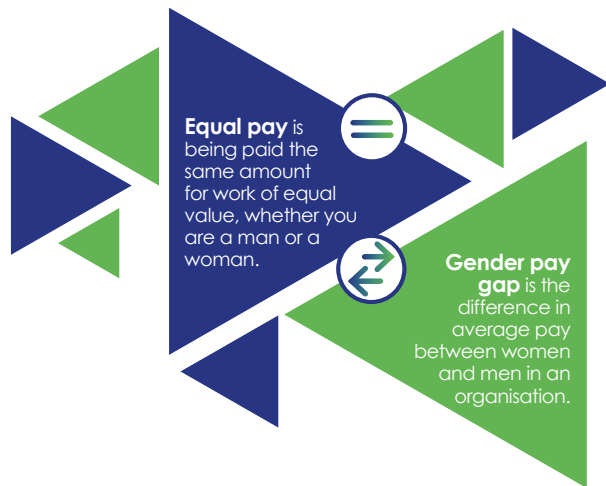 Equal pay is
being paid the
same amount
for work of equal
value, whether you
are a man or a
woman.
Gender pay
gap is the
difference in
average pay
between women
and men in an
organisation.